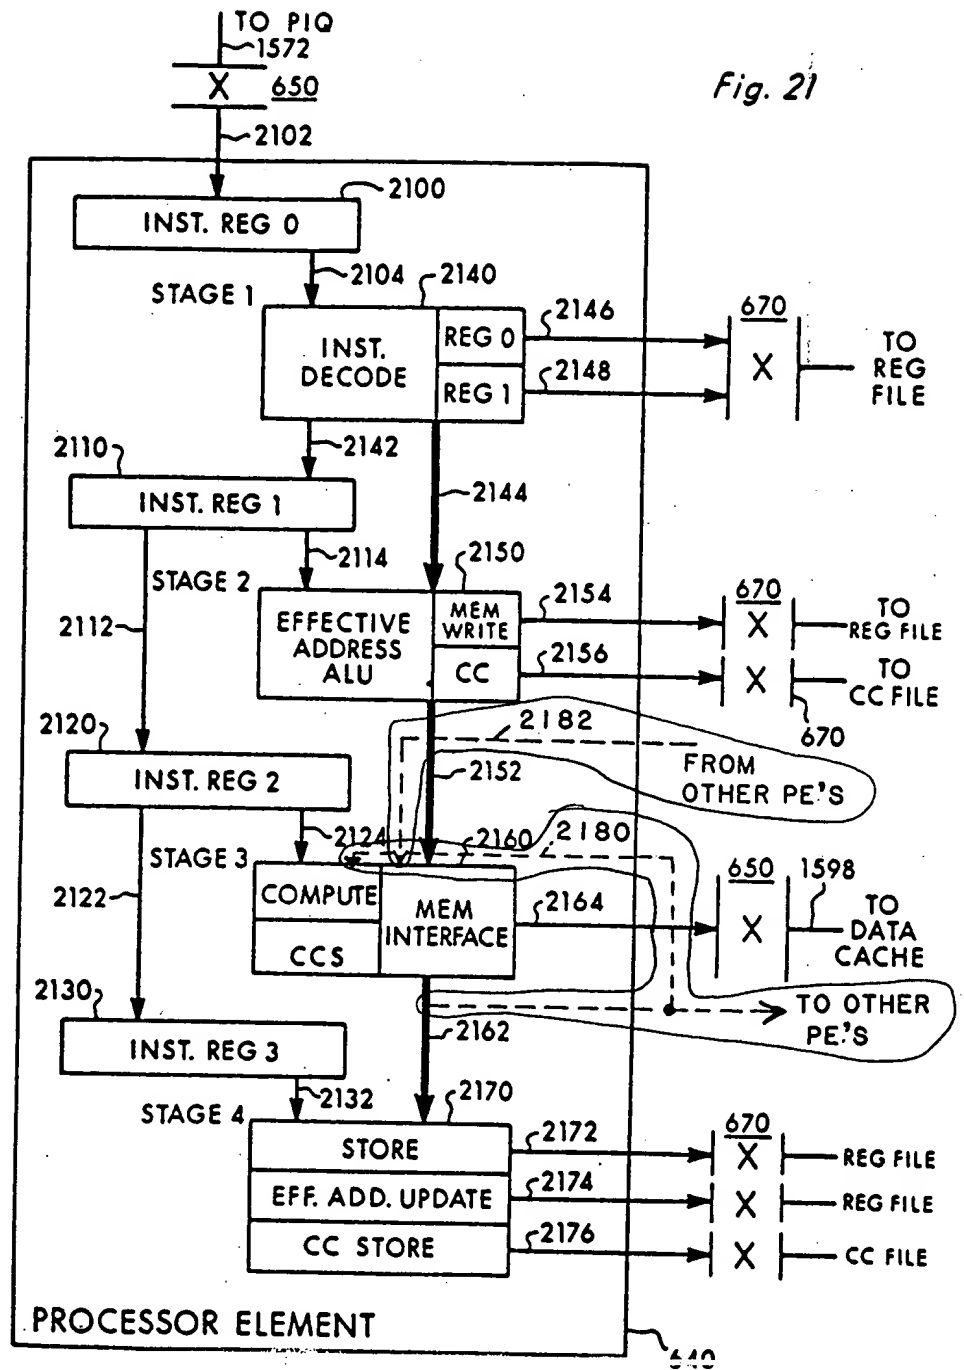 TO PIQ
1572
X 650
Fig. 21
2102
2100
INST. REG 0
2104
2140
STAGE 1
INST. DECODE
REG 0
REG 1
2146
2148
670
X
TO REG FILE
2142
2110
INST. REG 1
2144
2114
2150
STAGE 2
EFFECTIVE ADDRESS ALU
MEM WRITE
CC
2154
2156
670
X
TO REG FILE
X
TO CC FILE
670
2112
2182
FROM OTHER PE'S
2120
INST. REG 2
2152
2124
2160
2180
STAGE 3
COMPUTE
CCS
MEM INTERFACE
2164
650
X
1598
TO DATA CACHE
2122
2130
INST. REG 3
2162
TO OTHER PE'S
2132
2170
STAGE 4
STORE
2172
670
X
REG FILE
EFF. ADD. UPDATE
2174
X
REG FILE
CC STORE
2176
X
CC FILE
PROCESSOR ELEMENT
640